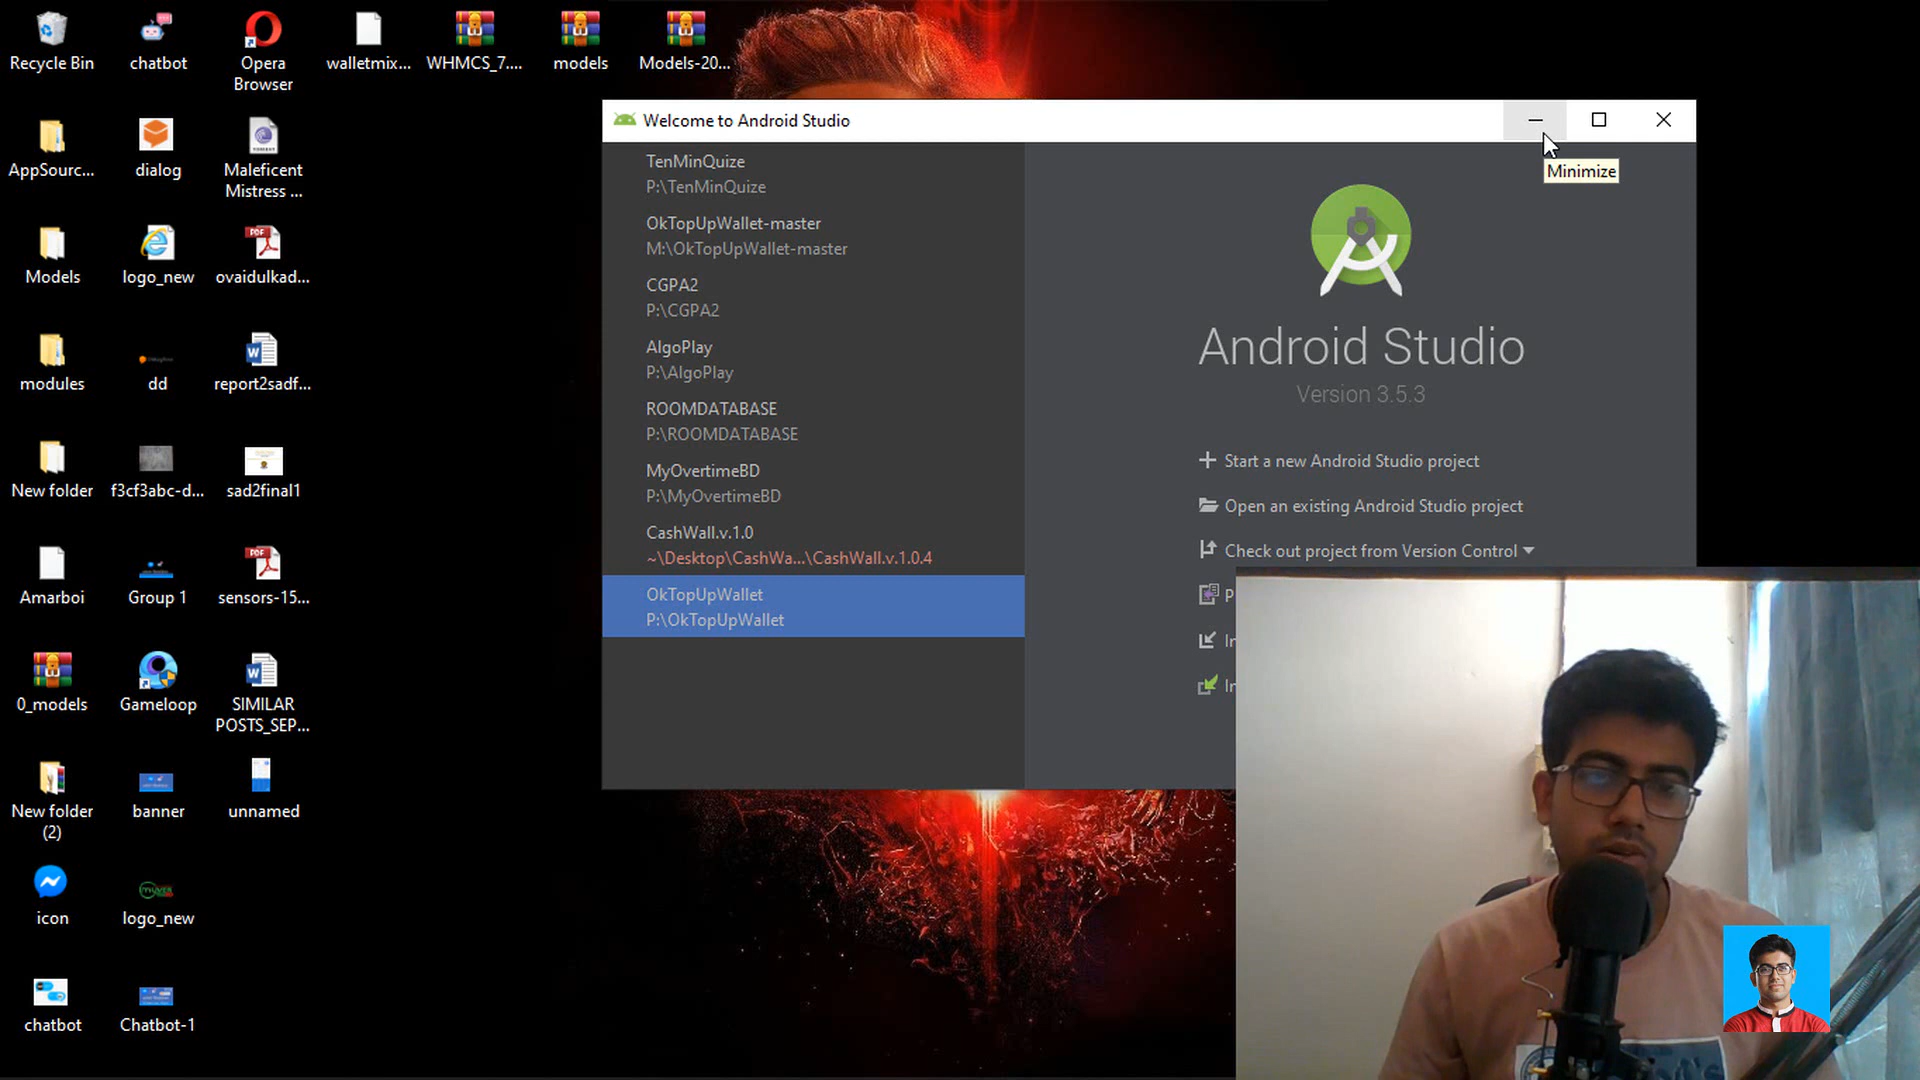 Recycle Bin
chatbot
Opera
Browser
walletmix...
WHMCS_7....
models
Models-20...
AppSourc...
dialog
Maleficent
Mistress ...
Models
logo_new
ovaidulkad...
modules
dd
report2sadf...
New folder
f3cf3abc-d...
sad2final1
Amarboi
Group 1
sensors-15...
0_models
Gameloop
SIMILAR
POSTS_SEP...
New folder
(2)
banner
unnamed
icon
logo_new
chatbot
Chatbot-1
Welcome to Android Studio
Minimize
TenMinQuize
P:\TenMinQuize
OkTopUpWallet-master
M:\OkTopUpWallet-master
CGPA2
P:\CGPA2
AlgoPlay
P:\AlgoPlay
ROOMDATABASE
P:\ROOMDATABASE
MyOvertimeBD
P:\MyOvertimeBD
CashWall.v.1.0
~\Desktop\CashWa...\CashWall.v.1.0.4
OkTopUpWallet
P:\OkTopUpWallet
Android Studio
Version 3.5.3
Start a new Android Studio project
Open an existing Android Studio project
Check out project from Version Control